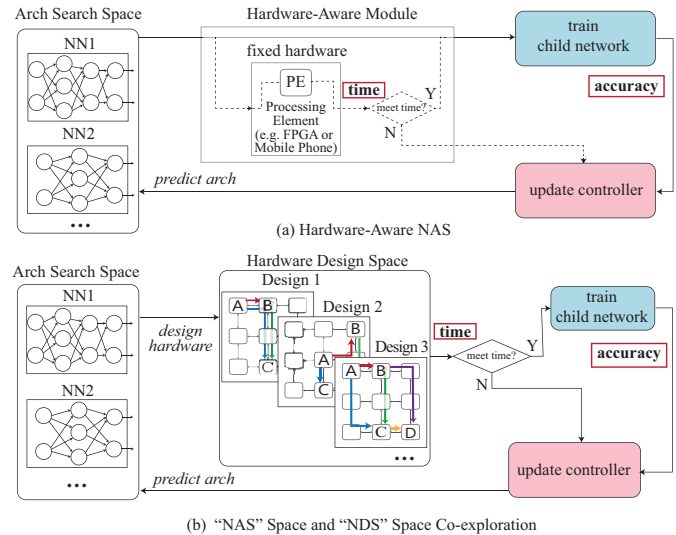 Arch Search Space
Hardware-Aware Module
NN1
fixed hardware
PE
time
Processing
Element
(e.g. FPGA or
Mobile Phone)
meet time?
Y
N
train
child network
accuracy
NN2
predict arch
update controller
...
(a) Hardware-Aware NAS
Arch Search Space
Hardware Design Space
NN1
design
hardware
Design 1
A B
C
Design 2
B
A
C
Design 3
A B
C D
...
time
meet time?
Y
N
train
child network
accuracy
NN2
predict arch
update controller
...
(b) “NAS” Space and “NDS” Space Co-exploration